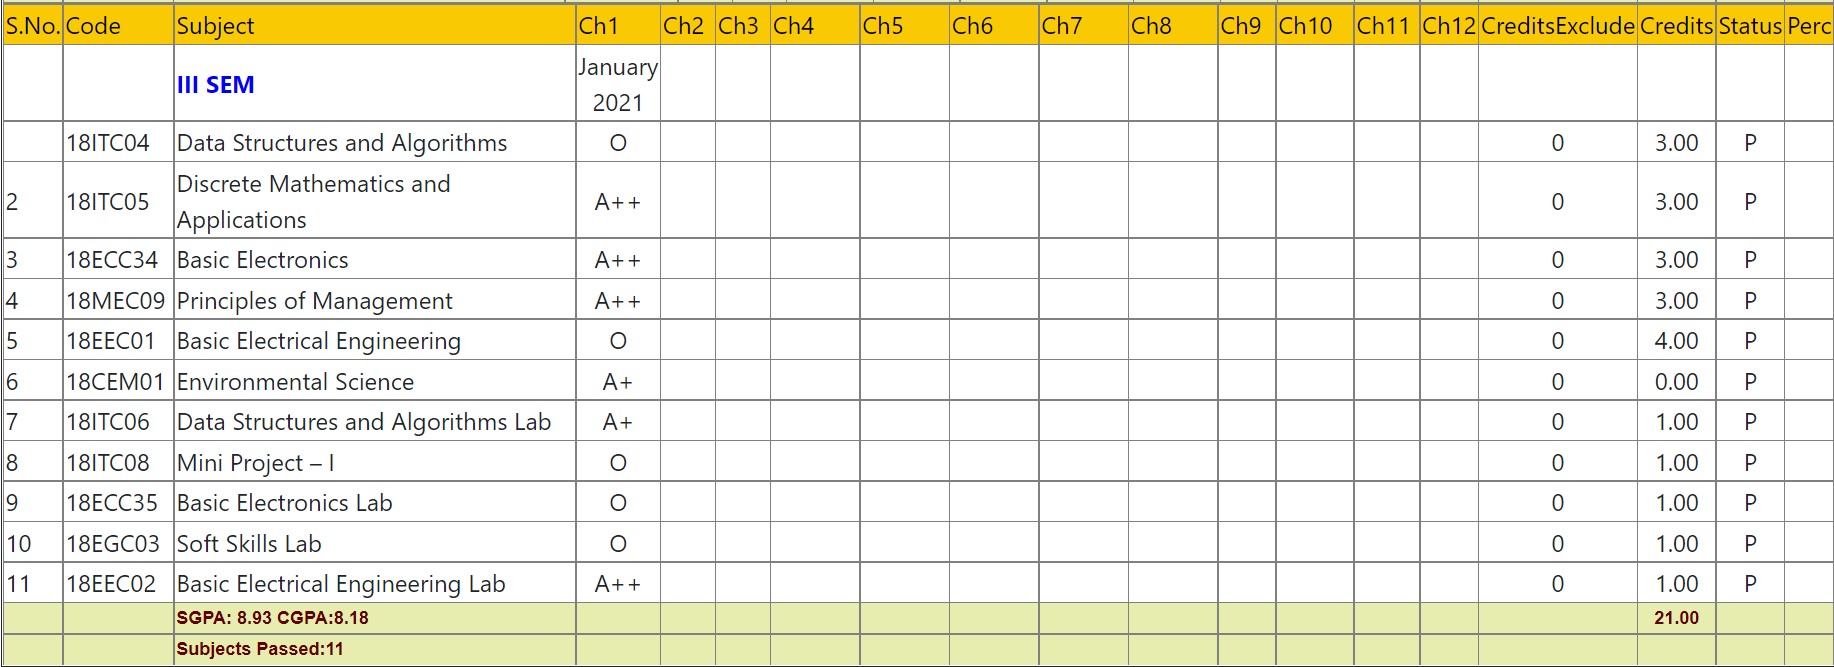 S.No. Code Subject Ch1 Ch2 Ch3 Ch4 Ch5 Ch6 Ch7 Ch8 Ch9 Ch10 Ch11 Ch12 CreditsExclude Credits Status Perc
III SEM January 2021
18ITC04 Data Structures and Algorithms O 0 3.00 P
2 18ITC05 Discrete Mathematics and Applications A++ 0 3.00 P
3 18ECC34 Basic Electronics A++ 0 3.00 P
4 18MEC09 Principles of Management A++ 0 3.00 P
5 18EEC01 Basic Electrical Engineering O 0 4.00 P
6 18CEM01 Environmental Science A+ 0 0.00 P
7 18ITC06 Data Structures and Algorithms Lab A+ 0 1.00 P
8 18ITC08 Mini Project – I O 0 1.00 P
9 18ECC35 Basic Electronics Lab O 0 1.00 P
10 18EGC03 Soft Skills Lab O 0 1.00 P
11 18EEC02 Basic Electrical Engineering Lab A++ 0 1.00 P
SGPA: 8.93 CGPA:8.18 21.00
Subjects Passed:11